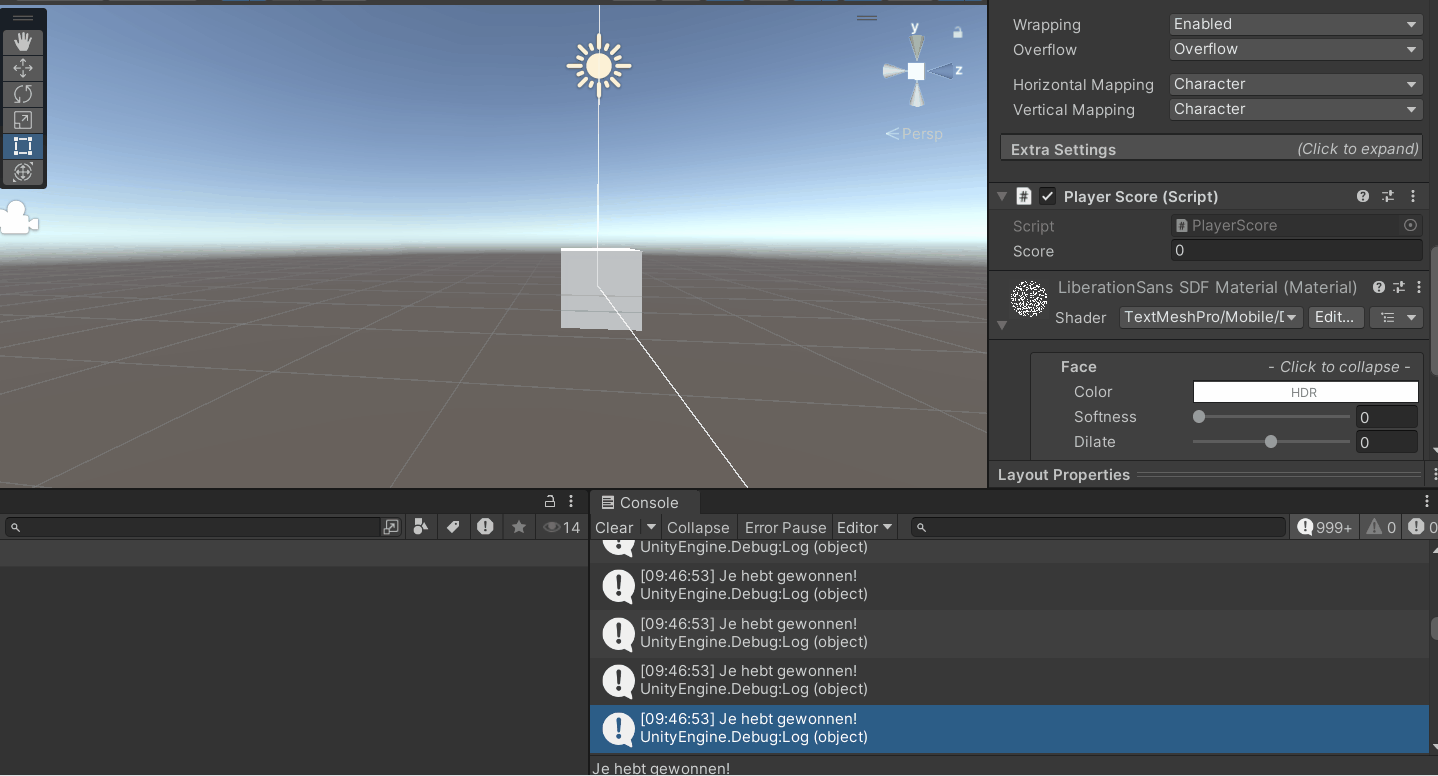 y
z
Persp
Wrapping Enabled
Overflow Overflow
Horizontal Mapping Character
Vertical Mapping Character
Extra Settings (Click to expand)
# Player Score (Script)
Script # PlayerScore
Score 0
LiberationSans SDF Material (Material)
Shader TextMeshPro/Mobile/D Edit...
Face - Click to collapse -
Color HDR
Softness 0
Dilate 0
Layout Properties
14
Console
Clear Collapse Error Pause Editor 999+ 0 0
UnityEngine.Debug:Log (object)
[09:46:53] Je hebt gewonnen!
UnityEngine.Debug:Log (object)
[09:46:53] Je hebt gewonnen!
UnityEngine.Debug:Log (object)
[09:46:53] Je hebt gewonnen!
UnityEngine.Debug:Log (object)
[09:46:53] Je hebt gewonnen!
UnityEngine.Debug:Log (object)
Je hebt gewonnen!